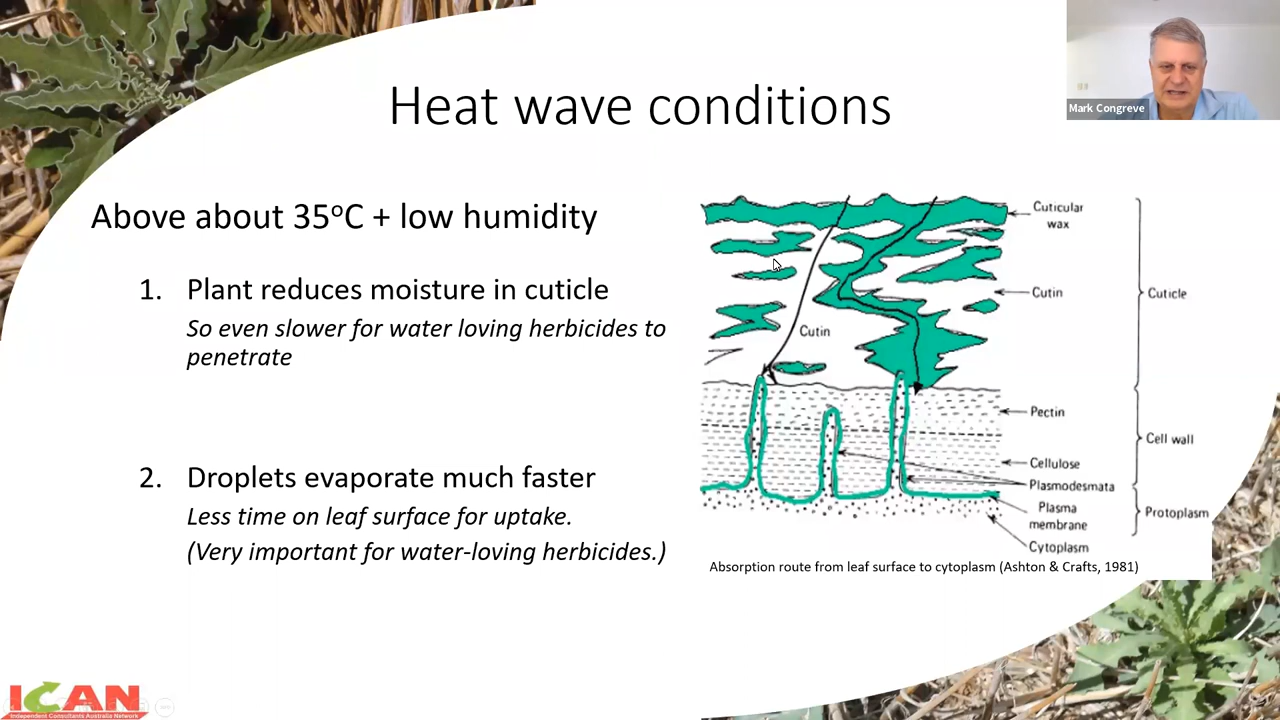 Heat wave conditions
Mark Congreve
Above about 35°C + low humidity
1. Plant reduces moisture in cuticle
So even slower for water loving herbicides to
penetrate
2. Droplets evaporate much faster
Less time on leaf surface for uptake.
(Very important for water-loving herbicides.)
Cuticular
wax
Cutin
Cuticle
Cutin
Pectin
Cell wall
Cellulose
Plasmodesmata
Plasma
membrane
Protoplasm
Cytoplasm
Absorption route from leaf surface to cytoplasm (Ashton & Crafts, 1981)
ICAN
Independent Consultants Australia Network